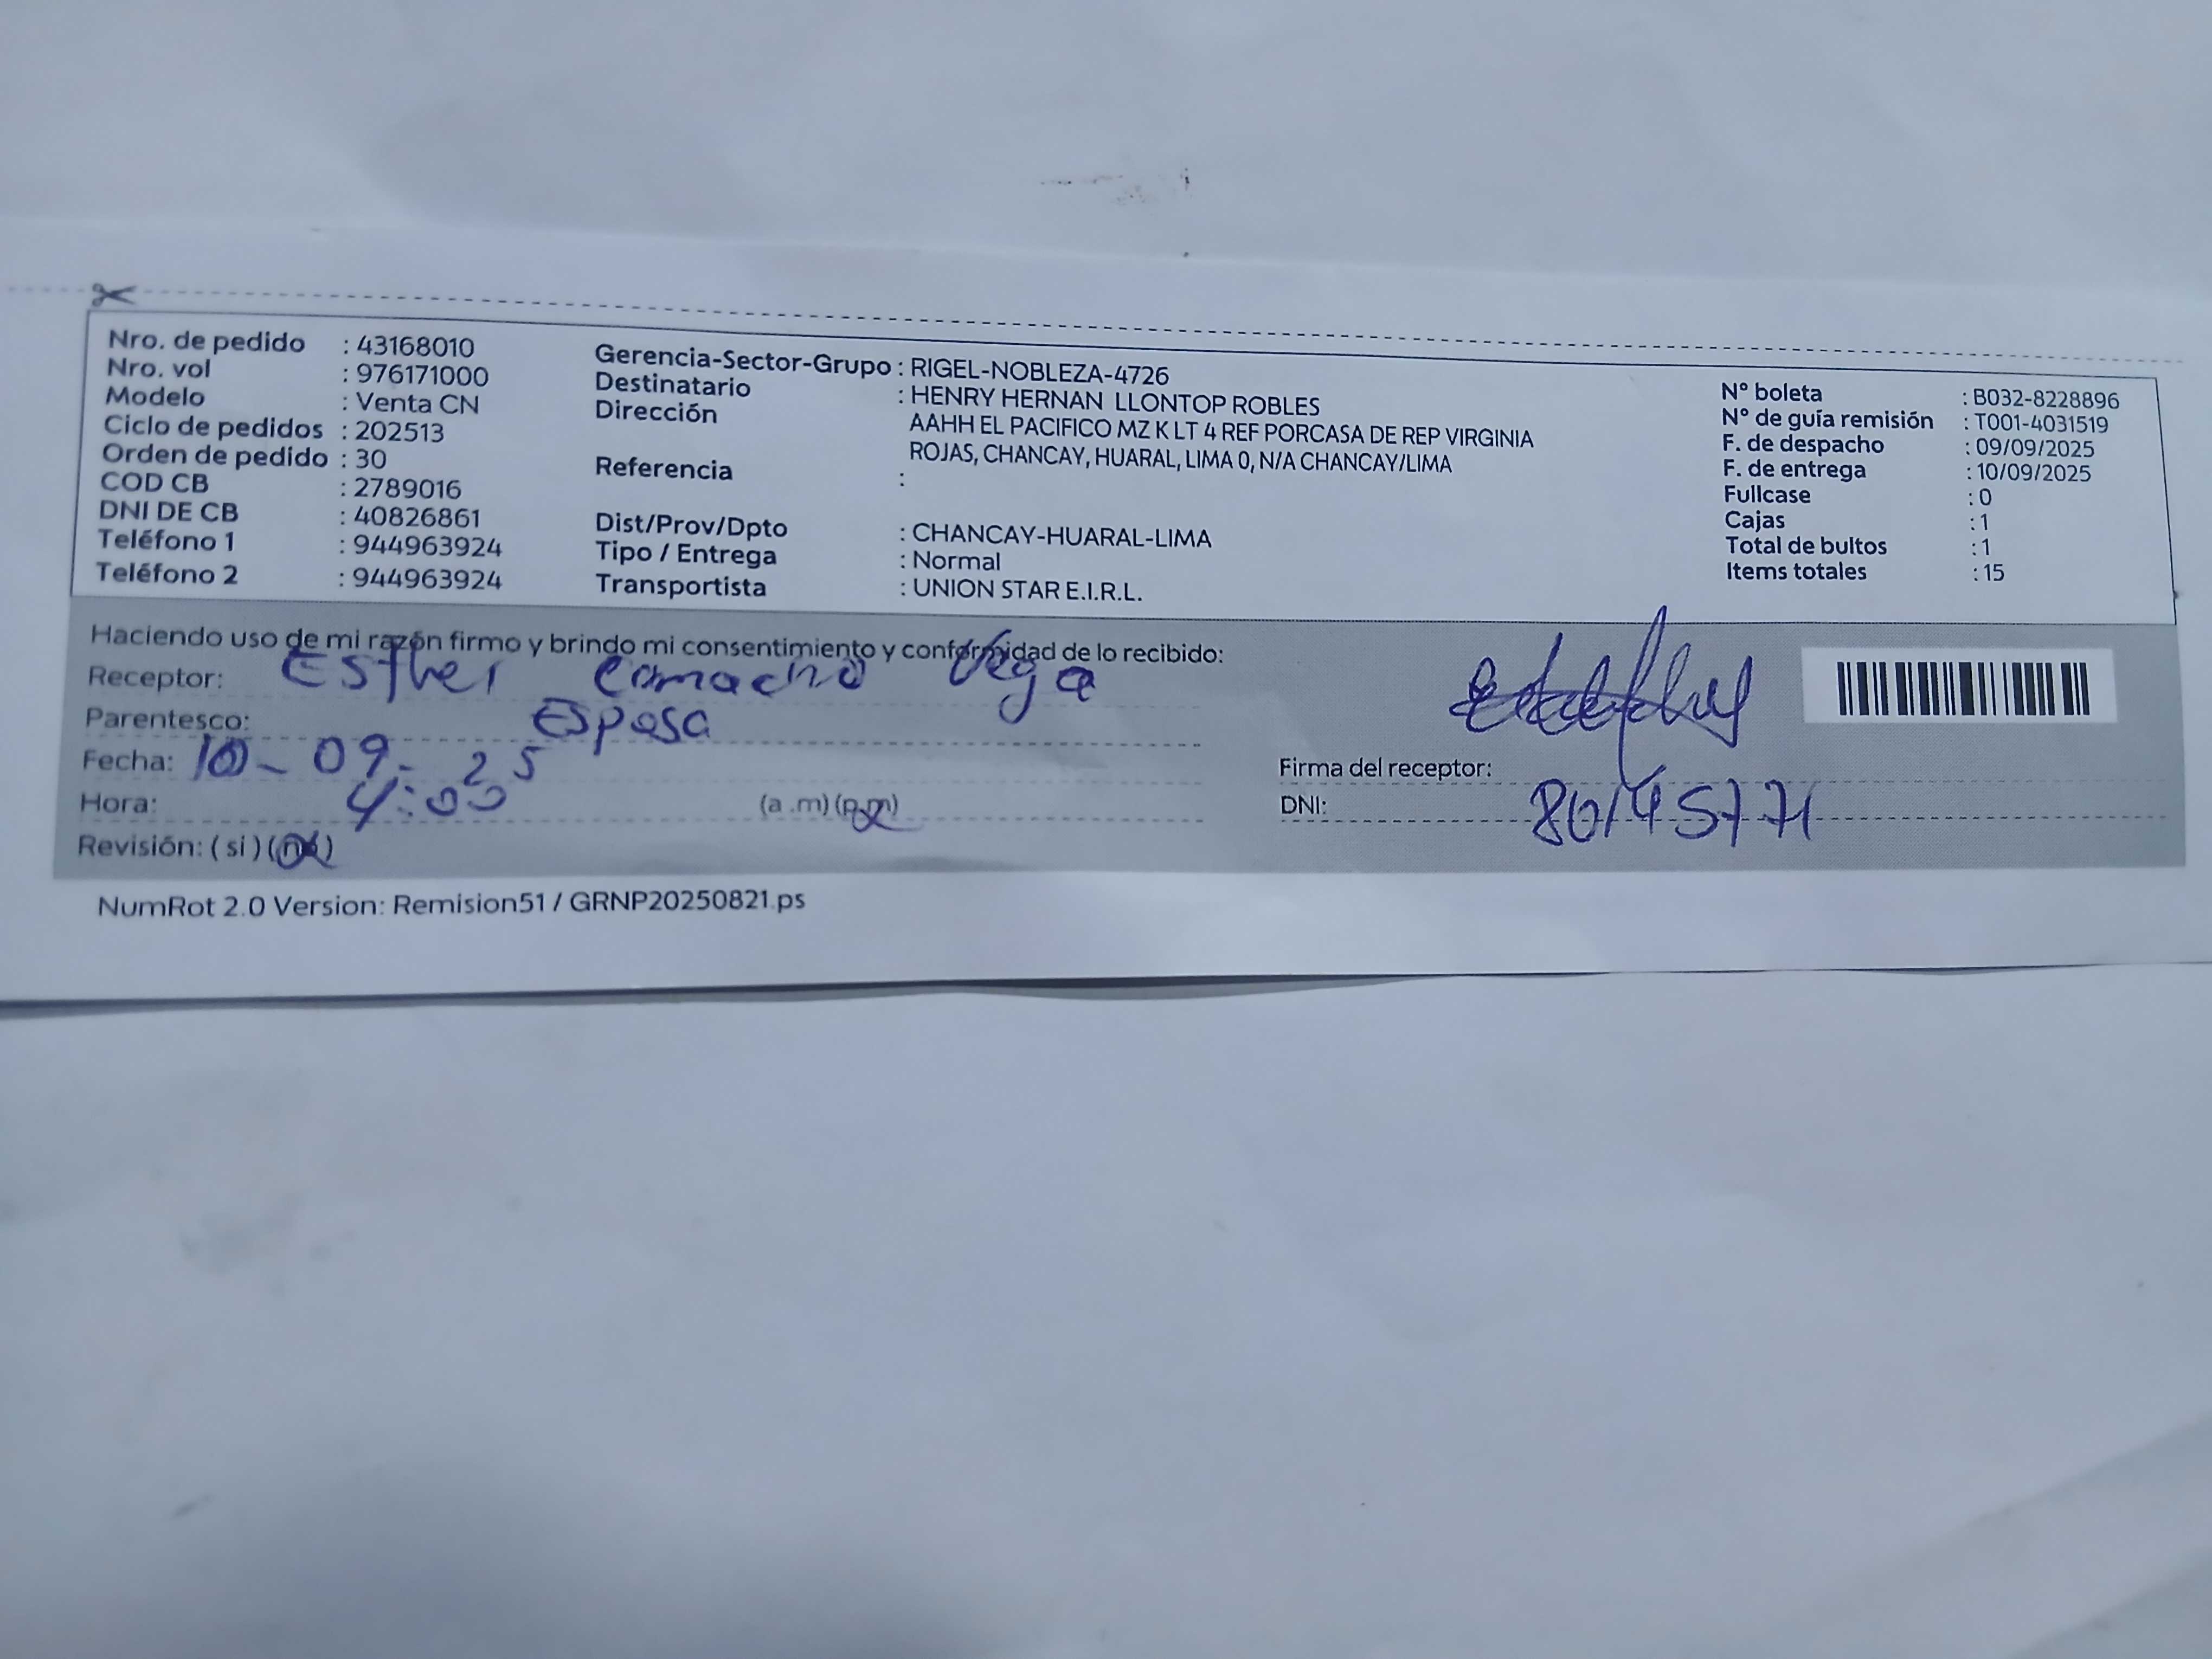 Nro. de pedido : 43168010
Nro. vol : 976171000
Modelo : Venta CN
Ciclo de pedidos : 202513
Orden de pedido : 30
COD CB : 2789016
DNI DE CB : 40826861
Teléfono 1 : 944963924
Teléfono 2 : 944963924
Gerencia-Sector-Grupo : RIGEL-NOBLEZA-4726
Destinatario : HENRY HERNAN LLONTOP ROBLES
Dirección AAHH EL PACIFICO MZ K LT 4 REF PORCASA DE REP VIRGINIA
ROJAS, CHANCAY, HUARAL, LIMA 0, N/A CHANCAY/LIMA
Referencia :
Dist/Prov/Dpto : CHANCAY-HUARAL-LIMA
Tipo / Entrega : Normal
Transportista : UNION STAR E.I.R.L.
N° boleta : B032-8228896
N° de guía remisión : T001-4031519
F. de despacho : 09/09/2025
F. de entrega : 10/09/2025
Fullcase : 0
Cajas : 1
Total de bultos : 1
Items totales : 15
Haciendo uso de mi razón firmo y brindo mi consentimiento y conformidad de lo recibido:
Receptor: Esther camacho Vega
Parentesco: Esposa
Fecha: 10-09-25
Hora: 4:00 (a .m) (p.m)
Revisión: ( si ) (no)
Firma del receptor:
DNI: 80145771
NumRot 2.0 Version: Remision51 / GRNP20250821.ps